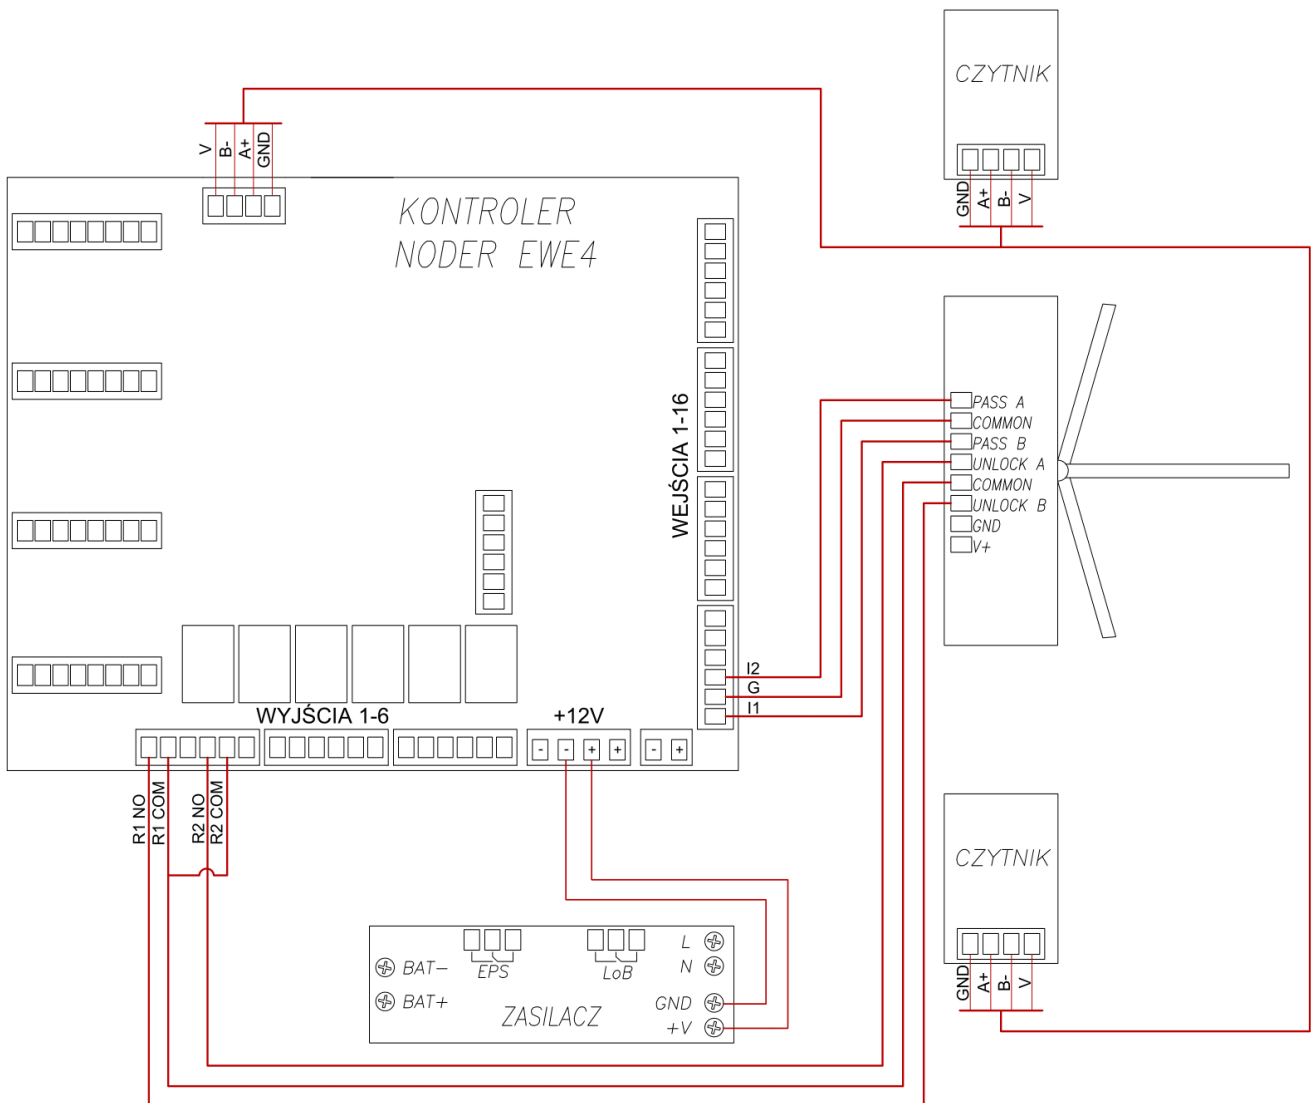 CZYTNIK
GND
A+
B-
V
V
B-
A+
GND
KONTROLER
NODER EWE4
WEJŚCIA 1-16
PASS A
COMMON
PASS B
UNLOCK A
COMMON
UNLOCK B
GND
V+
I2
G
I1
WYJŚCIA 1-6
+12V
- - + +
- +
R1 NO
R1 COM
R2 NO
R2 COM
CZYTNIK
GND
A+
B-
V
BAT-
BAT+
EPS
LoB
L
N
GND
+V
ZASILACZ